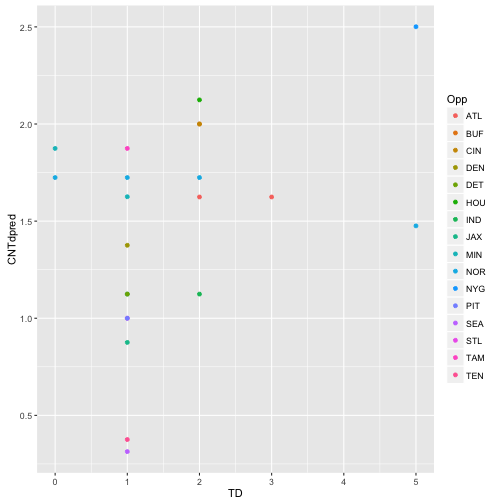 2.5
2.0
1.5
1.0
0.5
CNTdpred
0 1 2 3 4 5
TD
Opp
ATL
BUF
CIN
DEN
DET
HOU
IND
JAX
MIN
NOR
NYG
PIT
SEA
STL
TAM
TEN